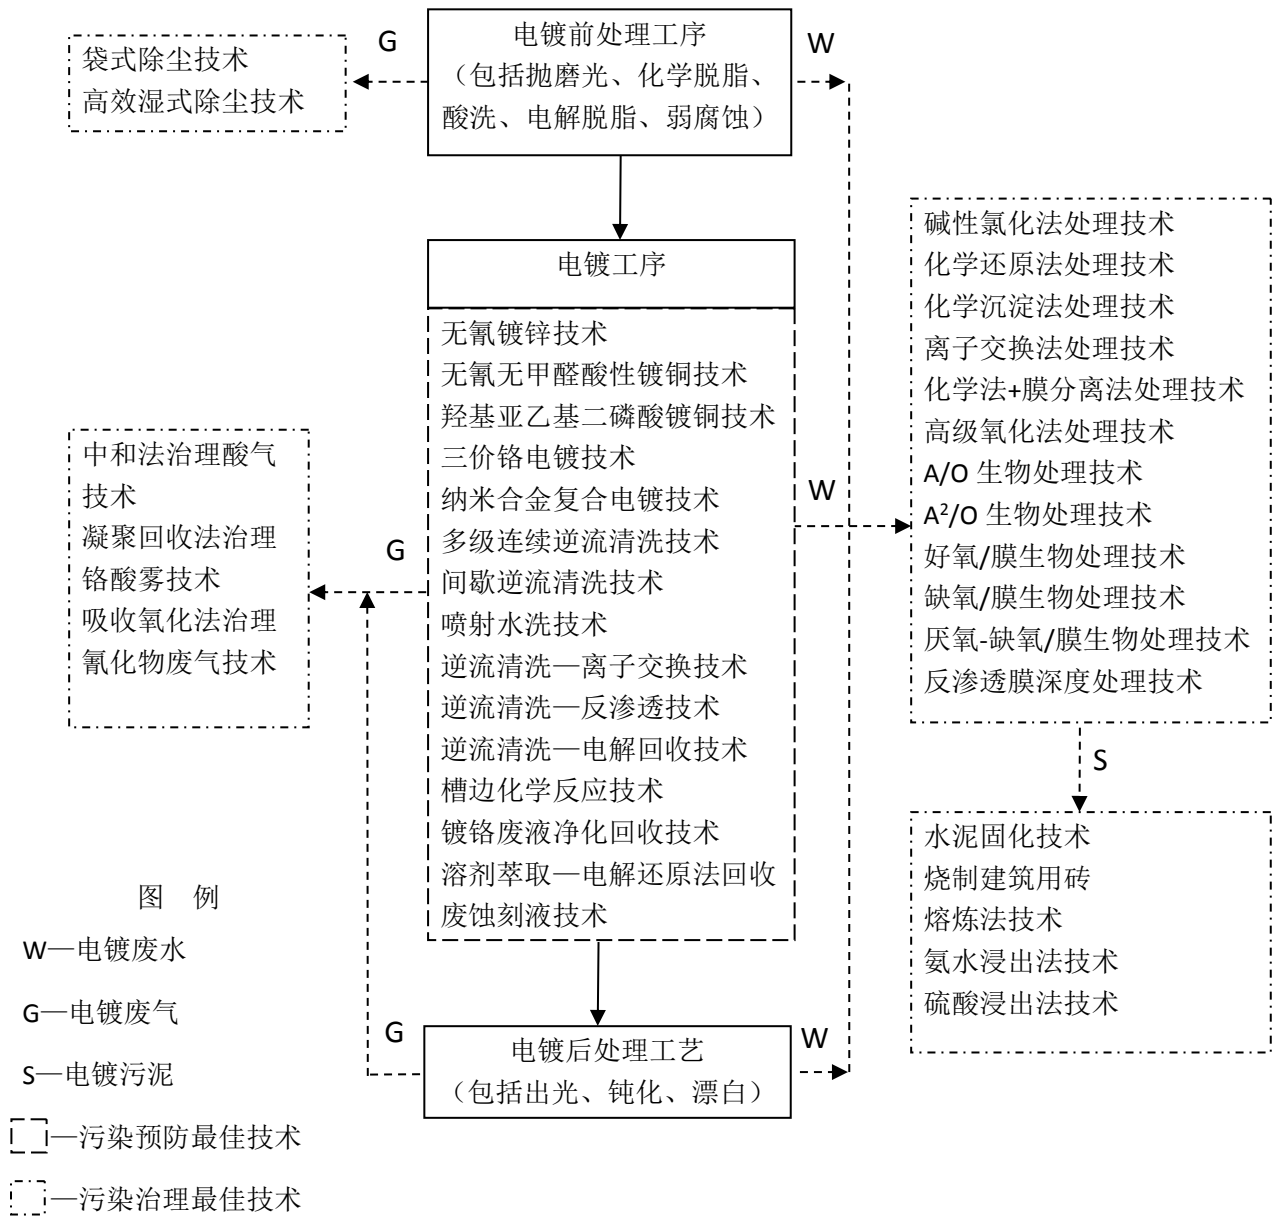 电镀前处理工序
（包括抛磨光、化学脱脂、
酸洗、电解脱脂、弱腐蚀）
G
W
袋式除尘技术
高效湿式除尘技术
电镀工序
无氰镀锌技术
无氰无甲醛酸性镀铜技术
羟基亚乙基二磷酸镀铜技术
三价铬电镀技术
纳米合金复合电镀技术
多级连续逆流清洗技术
间歇逆流清洗技术
喷射水洗技术
逆流清洗—离子交换技术
逆流清洗—反渗透技术
逆流清洗—电解回收技术
槽边化学反应技术
镀铬废液净化回收技术
溶剂萃取—电解还原法回收
废蚀刻液技术
G
W
中和法治理酸气
技术
凝聚回收法治理
铬酸雾技术
吸收氧化法治理
氰化物废气技术
碱性氯化法处理技术
化学还原法处理技术
化学沉淀法处理技术
离子交换法处理技术
化学法+膜分离法处理技术
高级氧化法处理技术
A/O 生物处理技术
A²/O 生物处理技术
好氧/膜生物处理技术
缺氧/膜生物处理技术
厌氧-缺氧/膜生物处理技术
反渗透膜深度处理技术
S
水泥固化技术
烧制建筑用砖
熔炼法技术
氨水浸出法技术
硫酸浸出法技术
G
W
电镀后处理工艺
（包括出光、钝化、漂白）
图 例
W—电镀废水
G—电镀废气
S—电镀污泥
—污染预防最佳技术
—污染治理最佳技术